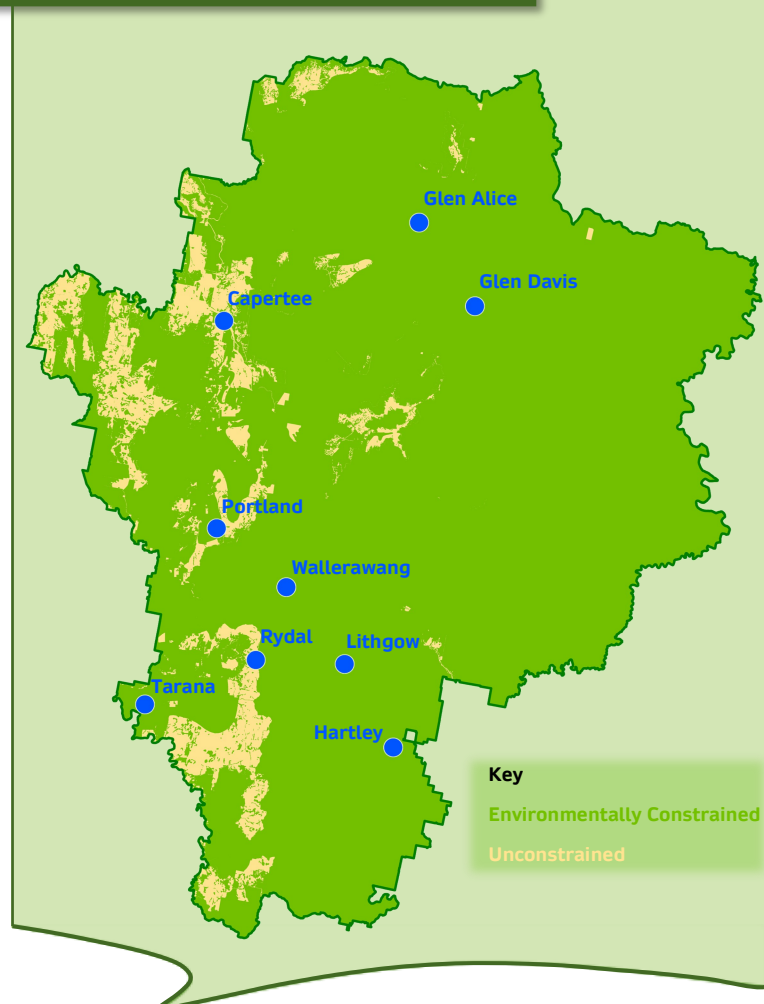 Glen Alice
Glen Davis
Capertee
Portland
Wallerawang
Rydal
Lithgow
Tarana
Hartley
Key
Environmentally Constrained
Unconstrained